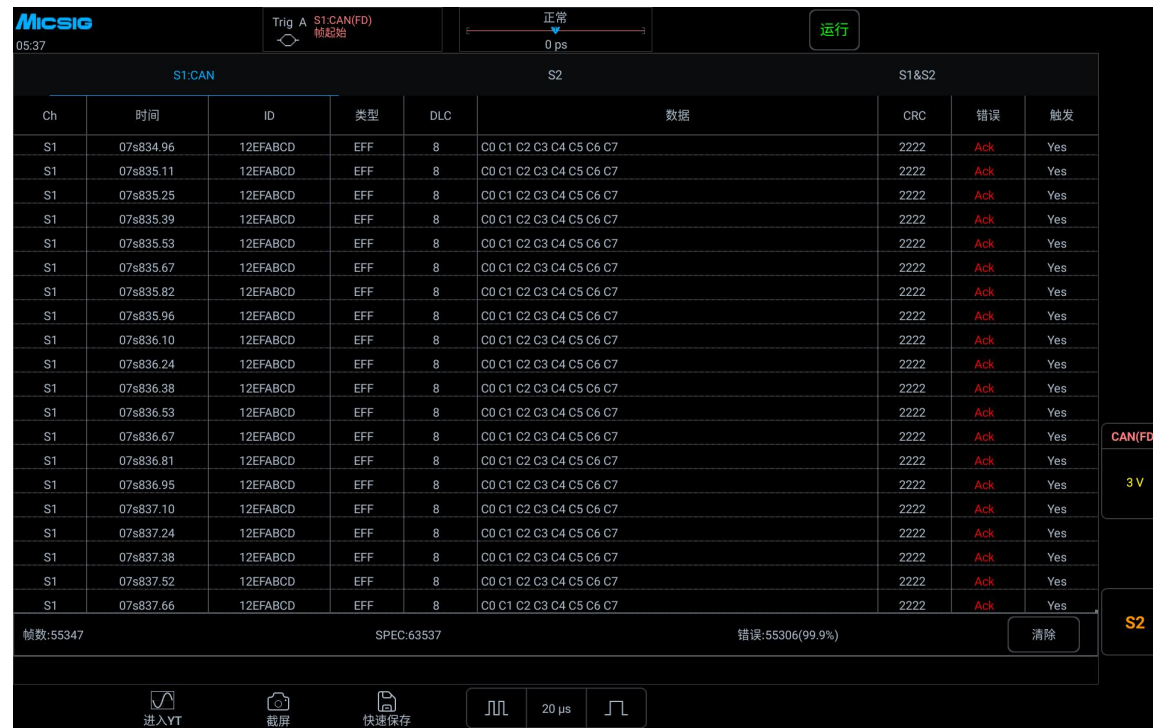 Micsig
05:37
Trig A S1:CAN(FD)
帧起始
正常
0 ps
运行
S1:CAN S2 S1&S2
Ch 时间 ID 类型 DLC 数据 CRC 错误 触发
S1 07s834.96 12EFABCD EFF 8 C0 C1 C2 C3 C4 C5 C6 C7 2222 Ack Yes
S1 07s835.11 12EFABCD EFF 8 C0 C1 C2 C3 C4 C5 C6 C7 2222 Ack Yes
S1 07s835.25 12EFABCD EFF 8 C0 C1 C2 C3 C4 C5 C6 C7 2222 Ack Yes
S1 07s835.39 12EFABCD EFF 8 C0 C1 C2 C3 C4 C5 C6 C7 2222 Ack Yes
S1 07s835.53 12EFABCD EFF 8 C0 C1 C2 C3 C4 C5 C6 C7 2222 Ack Yes
S1 07s835.67 12EFABCD EFF 8 C0 C1 C2 C3 C4 C5 C6 C7 2222 Ack Yes
S1 07s835.82 12EFABCD EFF 8 C0 C1 C2 C3 C4 C5 C6 C7 2222 Ack Yes
S1 07s835.96 12EFABCD EFF 8 C0 C1 C2 C3 C4 C5 C6 C7 2222 Ack Yes
S1 07s836.10 12EFABCD EFF 8 C0 C1 C2 C3 C4 C5 C6 C7 2222 Ack Yes
S1 07s836.24 12EFABCD EFF 8 C0 C1 C2 C3 C4 C5 C6 C7 2222 Ack Yes
S1 07s836.38 12EFABCD EFF 8 C0 C1 C2 C3 C4 C5 C6 C7 2222 Ack Yes
S1 07s836.53 12EFABCD EFF 8 C0 C1 C2 C3 C4 C5 C6 C7 2222 Ack Yes
S1 07s836.67 12EFABCD EFF 8 C0 C1 C2 C3 C4 C5 C6 C7 2222 Ack Yes
S1 07s836.81 12EFABCD EFF 8 C0 C1 C2 C3 C4 C5 C6 C7 2222 Ack Yes
S1 07s836.95 12EFABCD EFF 8 C0 C1 C2 C3 C4 C5 C6 C7 2222 Ack Yes
S1 07s837.10 12EFABCD EFF 8 C0 C1 C2 C3 C4 C5 C6 C7 2222 Ack Yes
S1 07s837.24 12EFABCD EFF 8 C0 C1 C2 C3 C4 C5 C6 C7 2222 Ack Yes
S1 07s837.38 12EFABCD EFF 8 C0 C1 C2 C3 C4 C5 C6 C7 2222 Ack Yes
S1 07s837.52 12EFABCD EFF 8 C0 C1 C2 C3 C4 C5 C6 C7 2222 Ack Yes
S1 07s837.66 12EFABCD EFF 8 C0 C1 C2 C3 C4 C5 C6 C7 2222 Ack Yes
CAN(FD
3 V
S2
帧数:55347 SPEC:63537 错误:55306(99.9%) 清除
进入YT 截屏 快速保存 20 μs